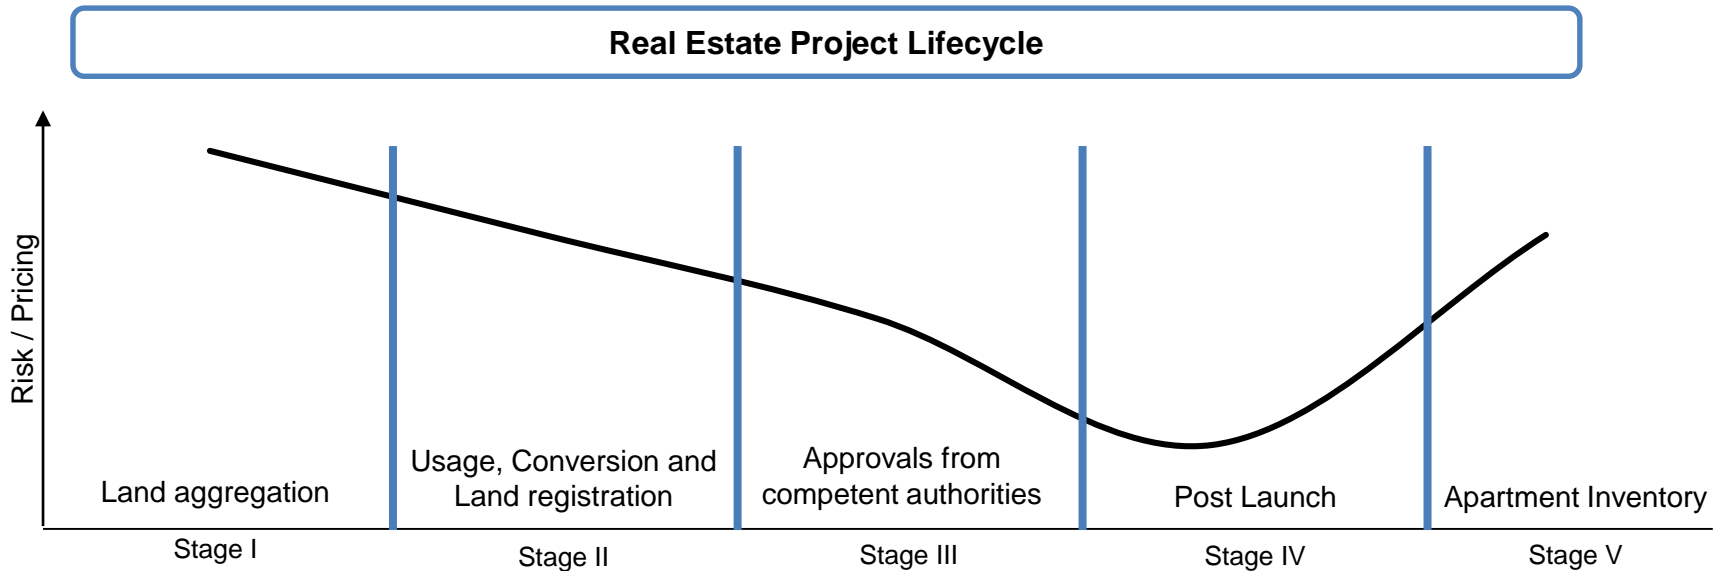 Real Estate Project Lifecycle
Risk / Pricing
Land aggregation
Usage, Conversion and
Land registration
Approvals from
competent authorities
Post Launch
Apartment Inventory
Stage I
Stage II
Stage III
Stage IV
Stage V